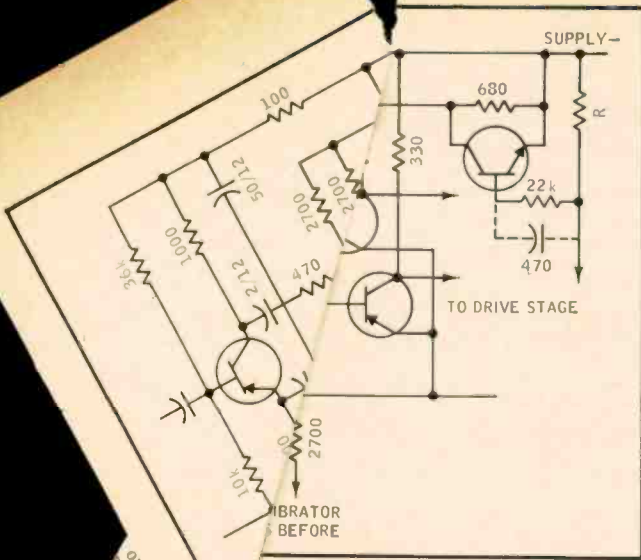 SUPPLY–
680
R
330
22k
470
TO DRIVE STAGE
100
50/12
2700
2700
1000
36k
2/12
470
10k
2700
IBRATOR
BEFORE